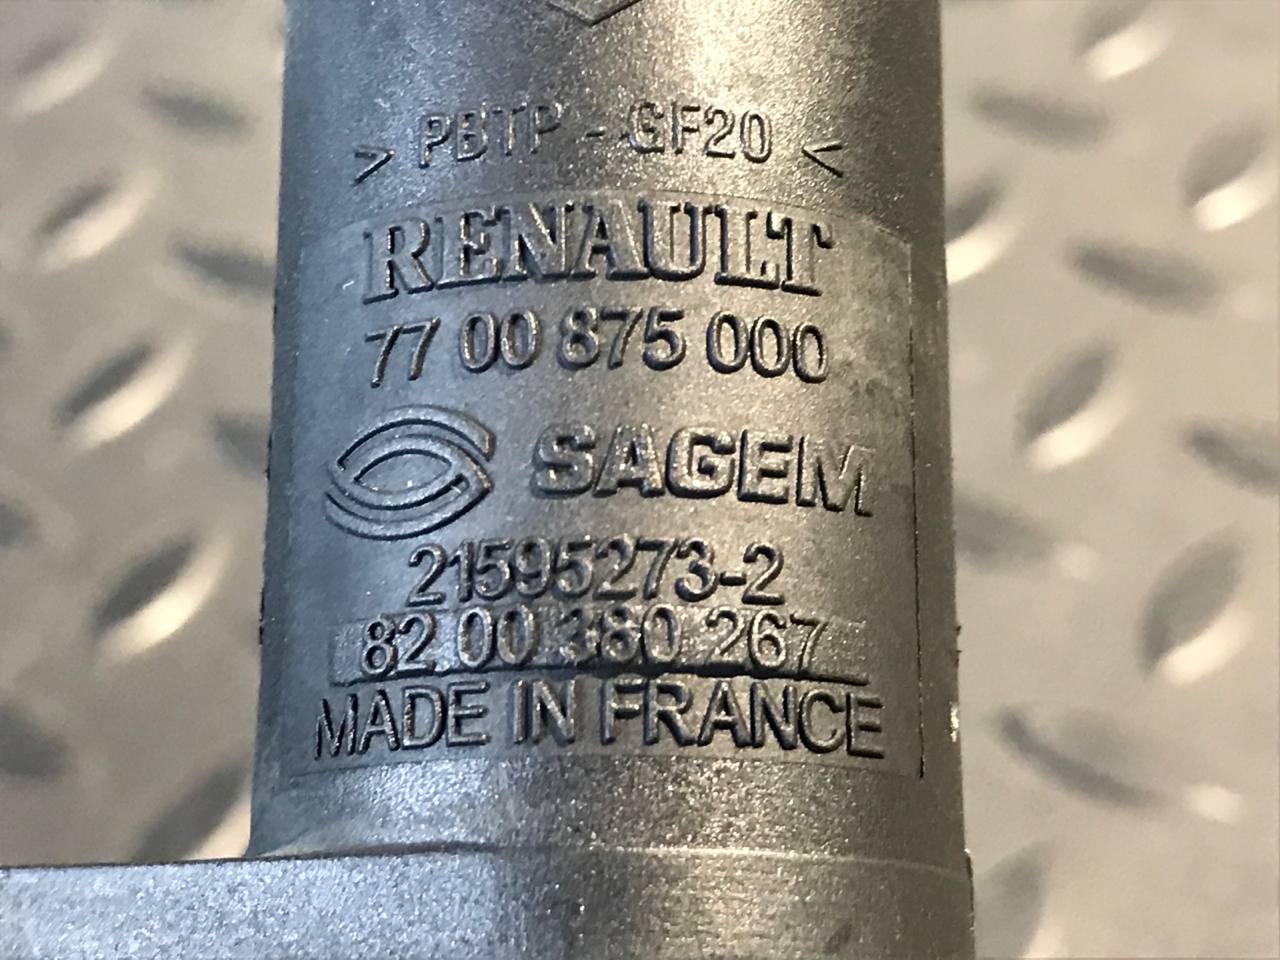 > PBTP - GF20 <
RENAULT
77 00 875 000
SAGEM
21595273-2
82 00 380 267
MADE IN FRANCE